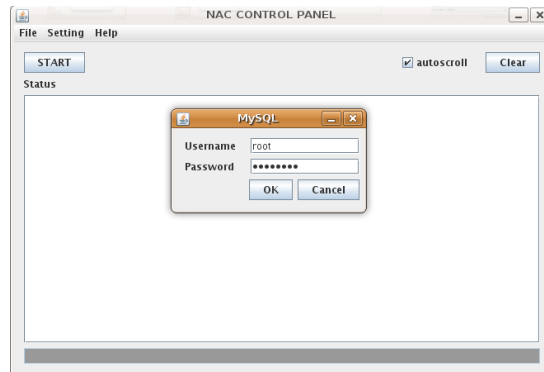 NAC CONTROL PANEL
File Setting Help
START
autoscroll
Clear
Status
MySQL
Username root
Password ●●●●●●●●
OK
Cancel